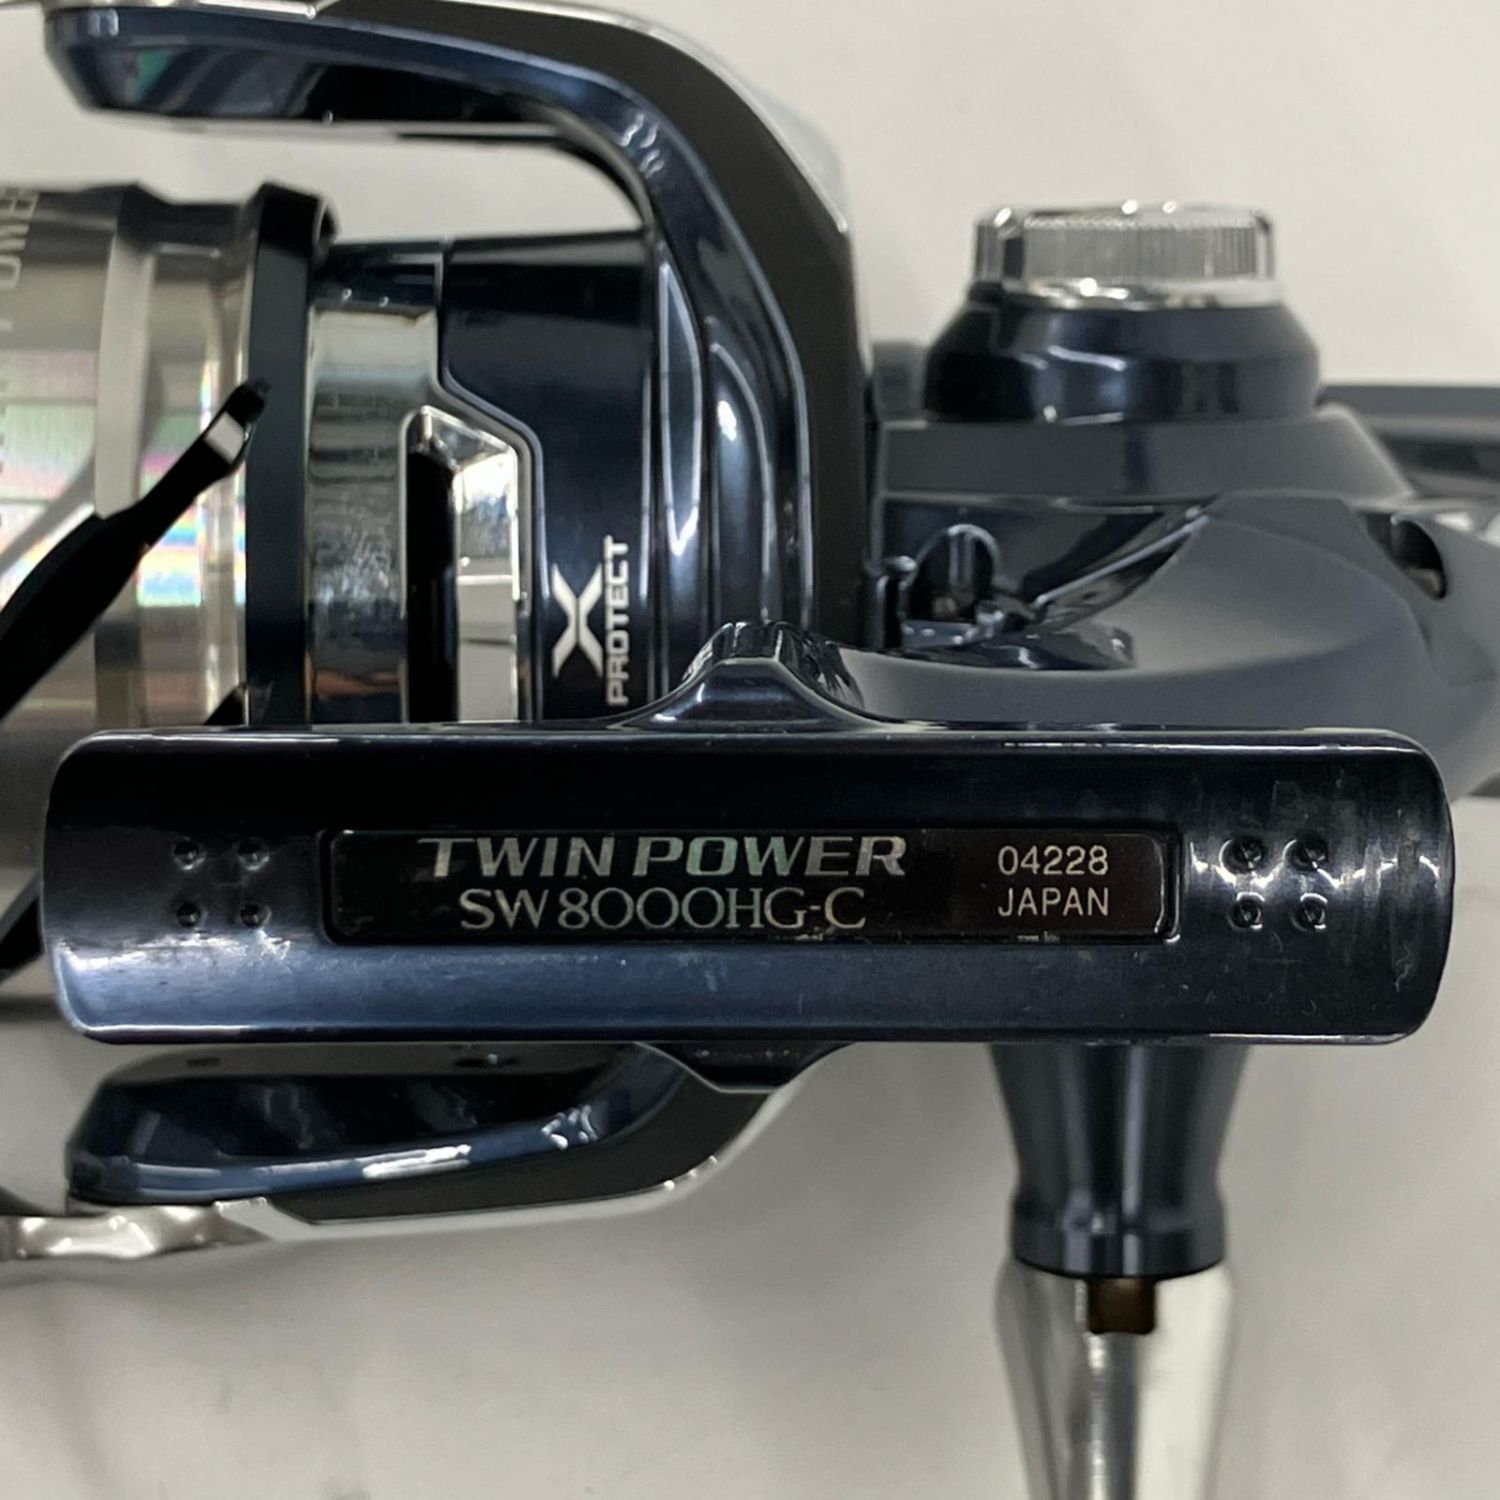 X
PROTECT
TWIN POWER
SW8000HG-C
04228
JAPAN